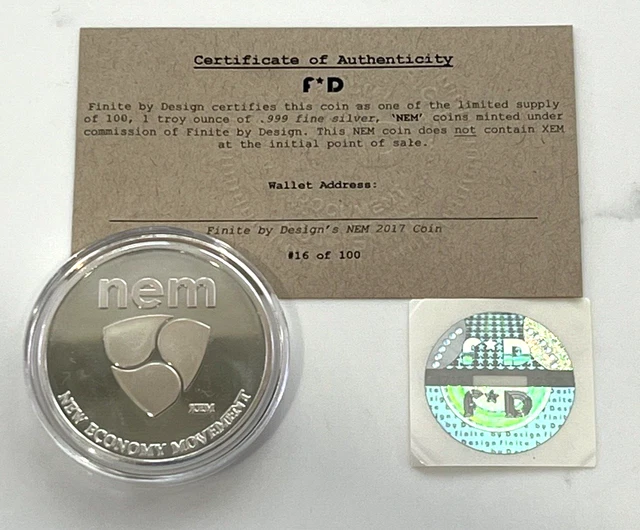 Certificate of Authenticity
F*D
Finite by Design certifies this coin as one of the limited supply
of 100, 1 troy ounce of .999 fine silver, 'NEM' coins minted under
commission of Finite by Design. This NEM coin does not contain XEM
at the initial point of sale.
Wallet Address:
Finite by Design's NEM 2017 Coin
#16 of 100
nem
XEM
NEW ECONOMY MOVEMENT
F*D
F*D
Finite by Design